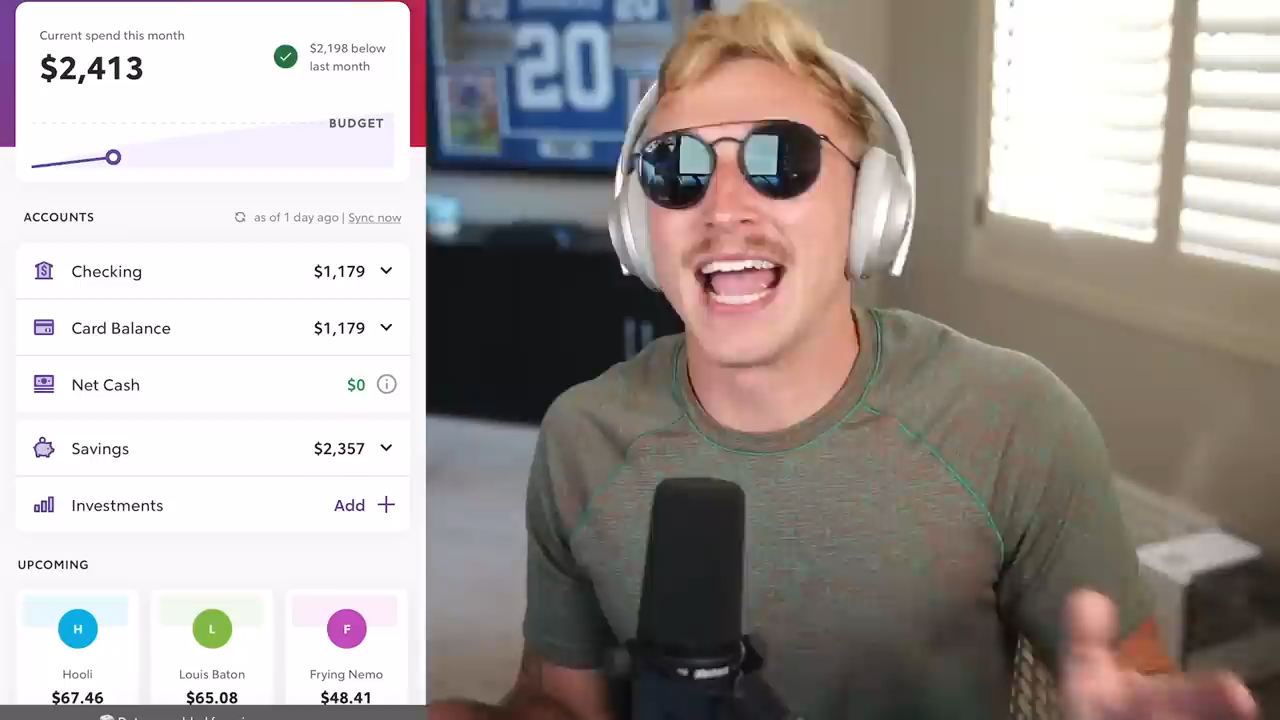 Current spend this month
$2,413
$2,198 below
last month
BUDGET
ACCOUNTS
as of 1 day ago | Sync now
Checking
$1,179
Card Balance
$1,179
Net Cash
$0
Savings
$2,357
Investments
Add
UPCOMING
H
L
F
Hooli
Louis Baton
Frying Nemo
$67.46
$65.08
$48.41
20
20
20